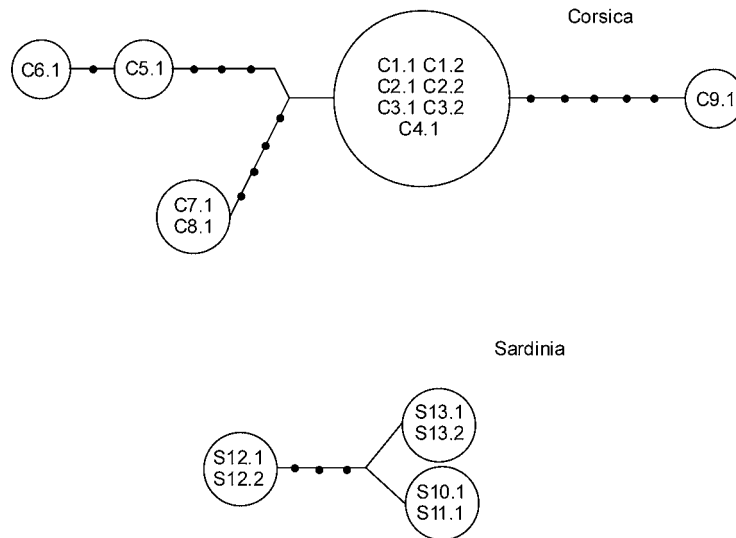 Corsica
C6.1
C5.1
C1.1 C1.2
C2.1 C2.2
C3.1 C3.2
C4.1
C9.1
C7.1
C8.1
Sardinia
S12.1
S12.2
S13.1
S13.2
S10.1
S11.1